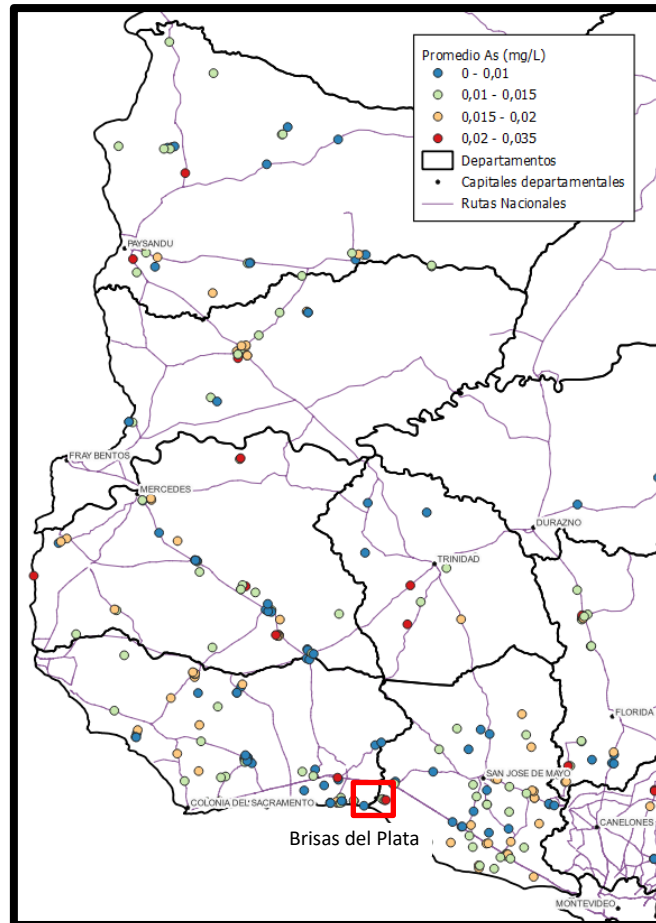 Promedio As (mg/L)
0 - 0,01
0,01 - 0,015
0,015 - 0,02
0,02 - 0,035
Departamentos
Capitales departamentales
Rutas Nacionales
PAYSANDU
FRAY BENTOS
MERCEDES
DURAZNO
TRINIDAD
FLORIDA
SAN JOSE DE MAYO
COLONIA DEL SACRAMENTO
CANELONES
Brisas del Plata
MONTEVIDEO